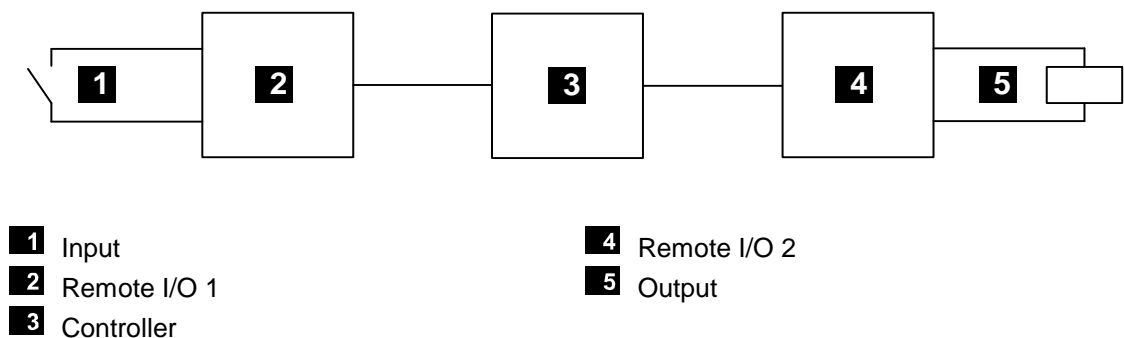 1 2 3 4 5
1 Input
2 Remote I/O 1
3 Controller
4 Remote I/O 2
5 Output